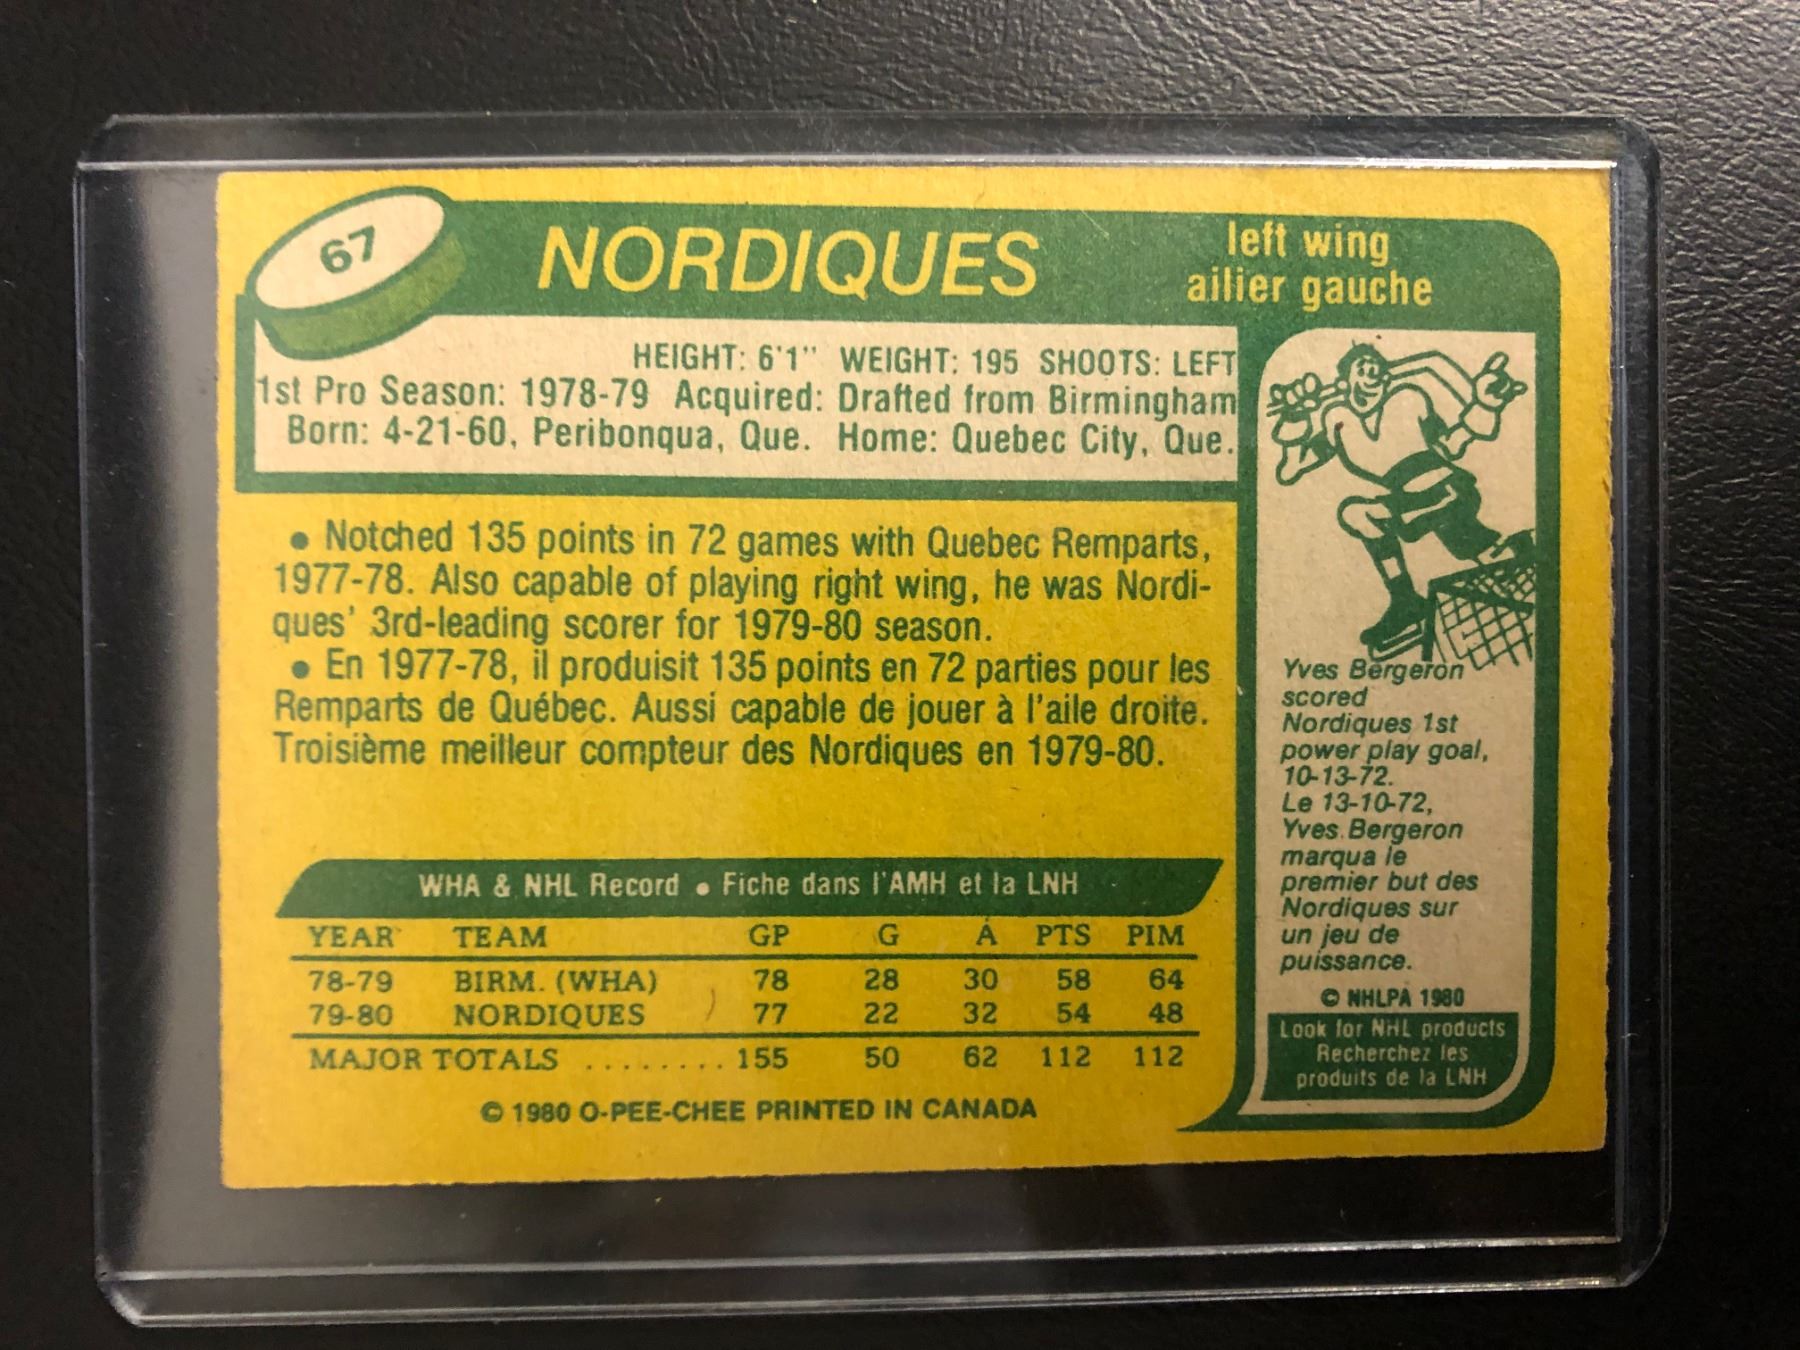 67
NORDIQUES
left wing
ailier gauche
HEIGHT: 6'1" WEIGHT: 195 SHOOTS: LEFT
1st Pro Season: 1978-79 Acquired: Drafted from Birmingham
Born: 4-21-60, Peribonqua, Que. Home: Quebec City, Que.
• Notched 135 points in 72 games with Quebec Remparts,
1977-78. Also capable of playing right wing, he was Nordi-
ques' 3rd-leading scorer for 1979-80 season.
• En 1977-78, il produisit 135 points en 72 parties pour les
Remparts de Québec. Aussi capable de jouer à l'aile droite.
Troisième meilleur compteur des Nordiques en 1979-80.
WHA & NHL Record • Fiche dans l'AMH et la LNH
YEAR TEAM GP G A PTS PIM
78-79 BIRM. (WHA) 78 28 30 58 64
79-80 NORDIQUES 77 22 32 54 48
MAJOR TOTALS ........ 155 50 62 112 112
© 1980 O-PEE-CHEE PRINTED IN CANADA
Yves Bergeron
scored
Nordiques 1st
power play goal,
10-13-72.
Le 13-10-72,
Yves Bergeron
marqua le
premier but des
Nordiques sur
un jeu de
puissance.
© NHLPA 1980
Look for NHL products
Recherchez les
produits de la LNH